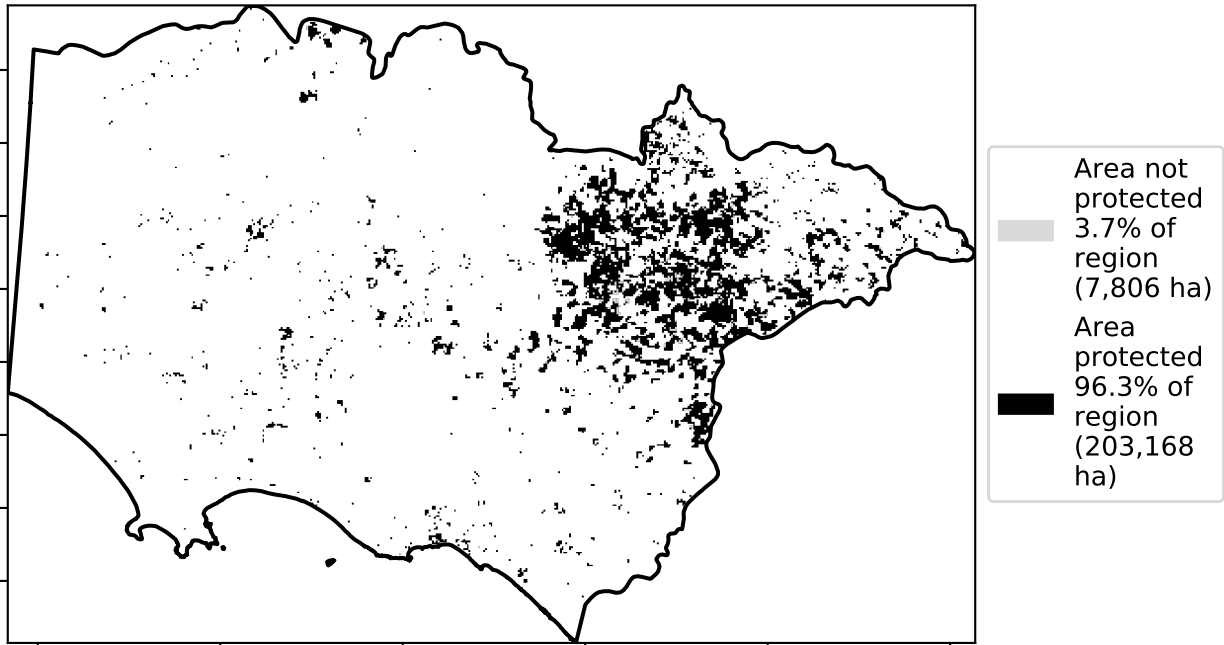 Area not
protected
3.7% of
region
(7,806 ha)
Area
protected
96.3% of
region
(203,168
ha)